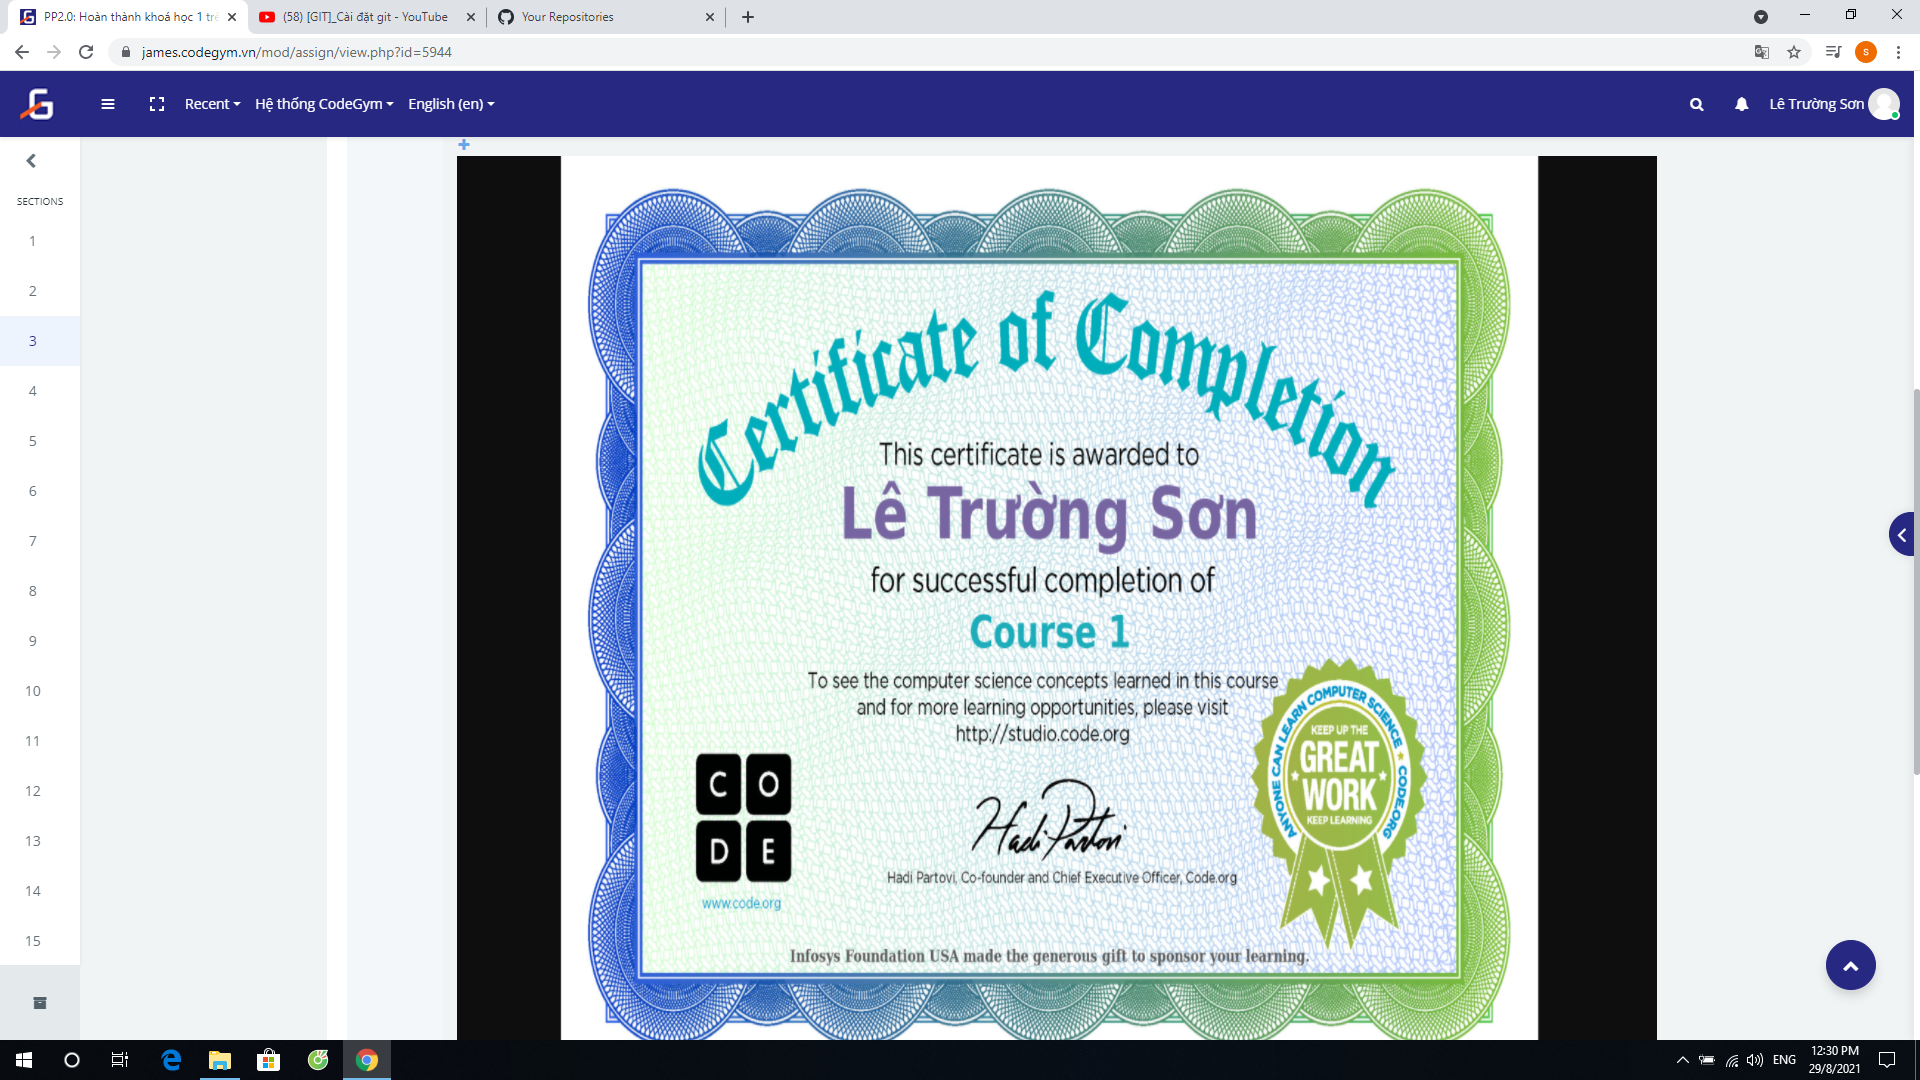 PP2.0: Hoàn thành khoá học 1 trê
(58) [GIT]_Cài đặt git - YouTube
Your Repositories
james.codegym.vn/mod/assign/view.php?id=5944
S
Recent
Hệ thống CodeGym
English (en)
Lê Trường Sơn
SECTIONS
1
2
3
4
5
6
7
8
9
10
11
12
13
14
15
Certificate of Completion
This certificate is awarded to
Lê Trường Sơn
for successful completion of
Course 1
To see the computer science concepts learned in this course
and for more learning opportunities, please visit
http://studio.code.org
CO
DE
www.code.org
Hadi Partovi
Hadi Partovi, Co-founder and Chief Executive Officer, Code.org
ANYONE CAN LEARN COMPUTER SCIENCE • CODE.ORG
KEEP UP THE
GREAT
WORK
KEEP LEARNING
Infosys Foundation USA made the generous gift to sponsor your learning.
ENG
12:30 PM
29/8/2021